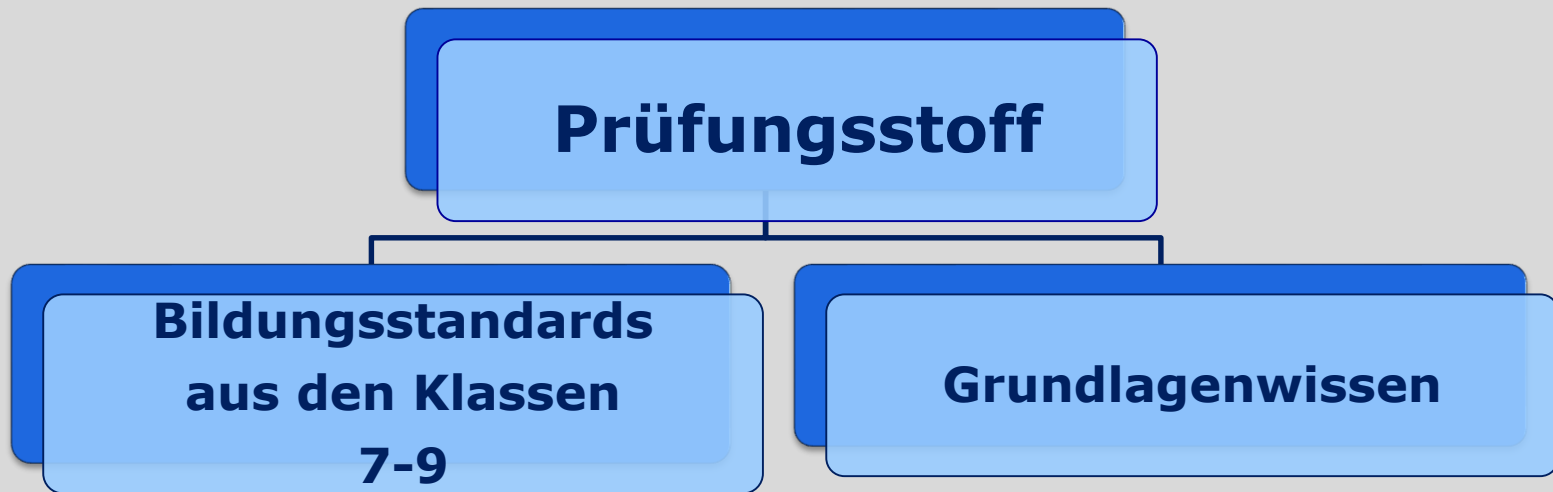 Prüfungsstoff
Bildungsstandards
aus den Klassen
7-9
Grundlagenwissen